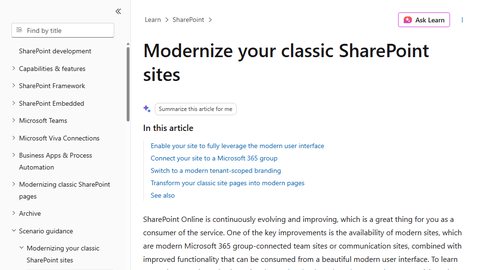 Find by title
SharePoint development
Capabilities & features
SharePoint Framework
SharePoint Embedded
Microsoft Teams
Microsoft Viva Connections
Business Apps & Process
Automation
Modernizing classic SharePoint
pages
Archive
Scenario guidance
Modernizing your classic
SharePoint sites
Learn
SharePoint
Ask Learn
Modernize your classic SharePoint
sites
Summarize this article for me
In this article
Enable your site to fully leverage the modern user interface
Connect your site to a Microsoft 365 group
Switch to a modern tenant-scoped branding
Transform your classic site pages into modern pages
See also
SharePoint Online is continuously evolving and improving, which is a great thing for you as a
consumer of the service. One of the key improvements is the availability of modern sites, which
are modern Microsoft 365 group-connected team sites or communication sites, combined with
improved functionality that can be consumed from a beautiful modern user interface. To learn